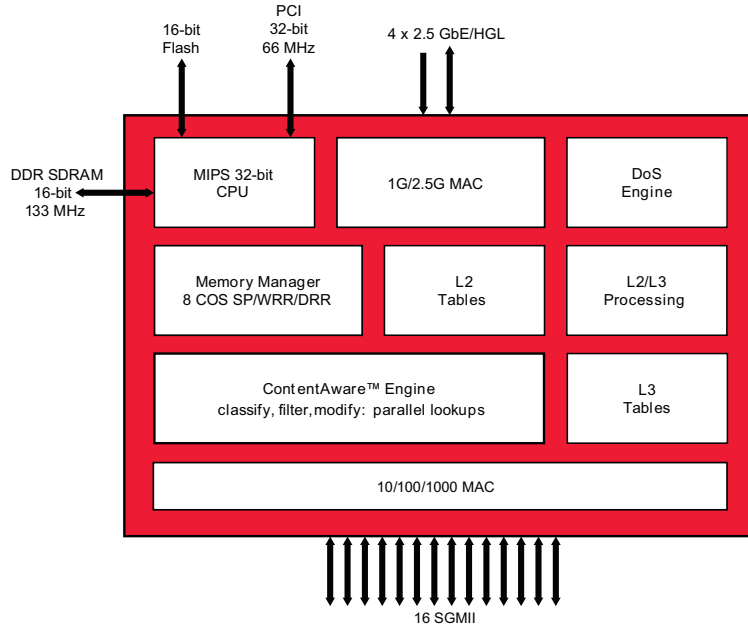 16-bit
Flash
PCI
32-bit
66 MHz
4 x 2.5 GbE/HGL
DDR SDRAM
16-bit
133 MHz
MIPS 32-bit
CPU
1G/2.5G MAC
DoS
Engine
Memory Manager
8 COS SP/WRR/DRR
L2
Tables
L2/L3
Processing
ContentAware™ Engine
classify, filter, modify: parallel lookups
L3
Tables
10/100/1000 MAC
16 SGMII